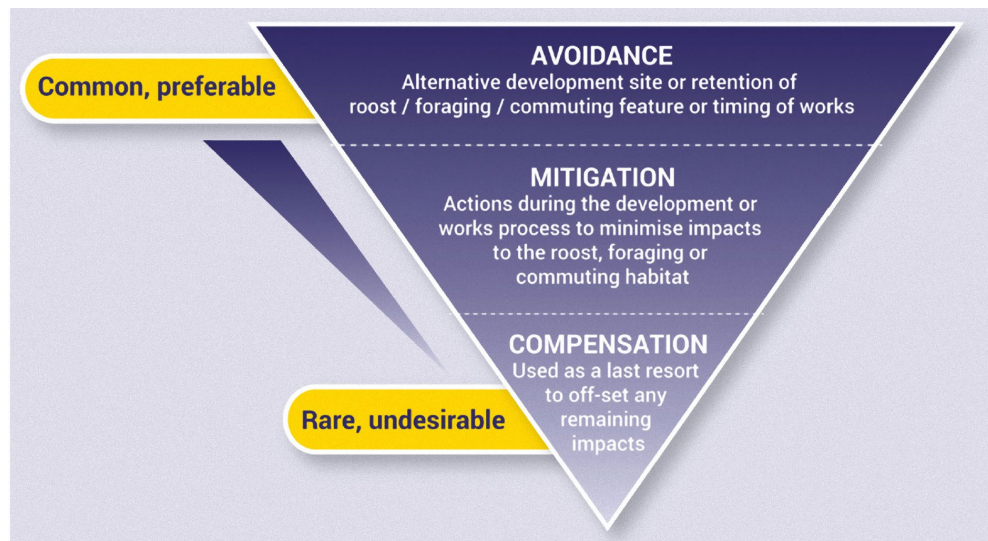 Common, preferable
AVOIDANCE
Alternative development site or retention of
roost / foraging / commuting feature or timing of works
MITIGATION
Actions during the development or
works process to minimise impacts
to the roost, foraging or
commuting habitat
COMPENSATION
Used as a last resort
to off-set any
remaining
impacts
Rare, undesirable